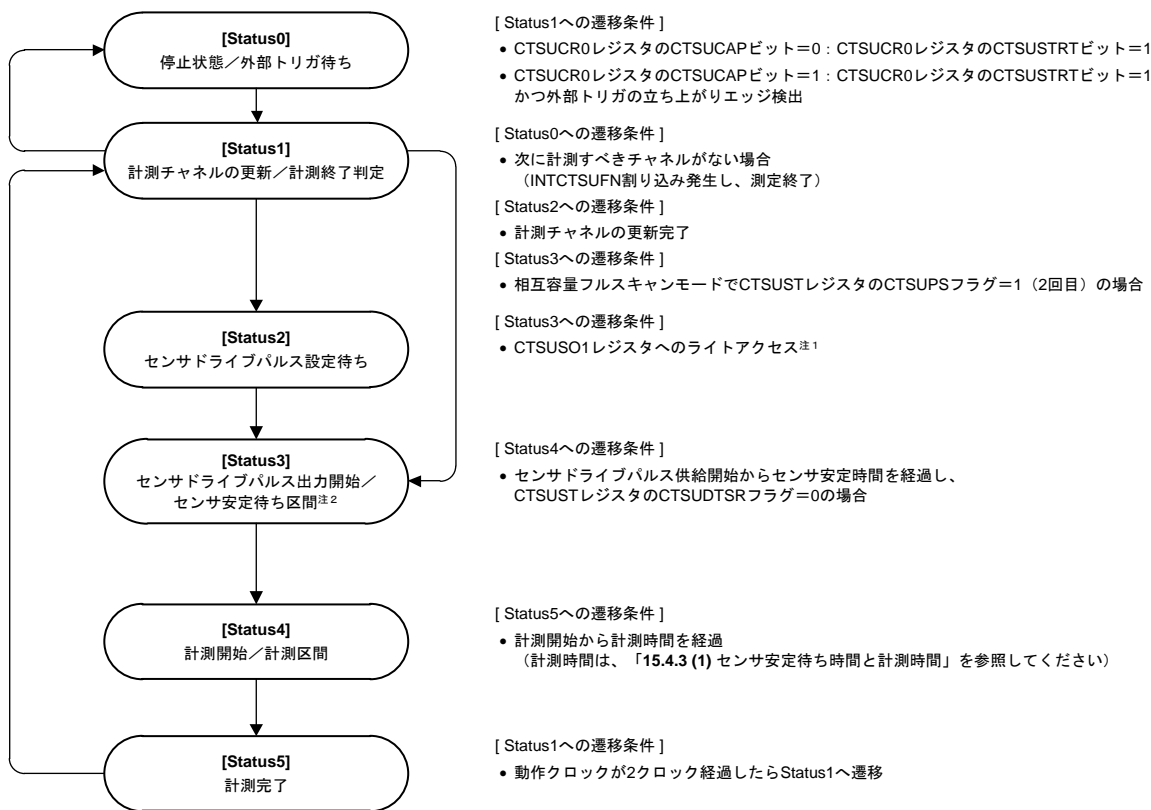 [Status0]
停止状態／外部トリガ待ち
[ Status1への遷移条件 ]
• CTSUCR0レジスタのCTSUCAPビット＝0：CTSUCR0レジスタのCTSUSTRTビット＝1
• CTSUCR0レジスタのCTSUCAPビット＝1：CTSUCR0レジスタのCTSUSTRTビット＝1
かつ外部トリガの立ち上がりエッジ検出
[Status1]
計測チャネルの更新／計測終了判定
[ Status0への遷移条件 ]
• 次に計測すべきチャネルがない場合
（INTCTSUFN割り込み発生し、測定終了）
[ Status2への遷移条件 ]
• 計測チャネルの更新完了
[ Status3への遷移条件 ]
• 相互容量フルスキャンモードでCTSUSTレジスタのCTSUPSフラグ＝1（2回目）の場合
[Status2]
センサドライブパルス設定待ち
[ Status3への遷移条件 ]
• CTSUSO1レジスタへのライトアクセス注1
[Status3]
センサドライブパルス出力開始／
センサ安定待ち区間注2
[ Status4への遷移条件 ]
• センサドライブパルス供給開始からセンサ安定時間を経過し、
CTSUSTレジスタのCTSUDTSRフラグ＝0の場合
[Status4]
計測開始／計測区間
[ Status5への遷移条件 ]
• 計測開始から計測時間を経過
（計測時間は、「15.4.3 (1) センサ安定待ち時間と計測時間」を参照してください）
[Status5]
計測完了
[ Status1への遷移条件 ]
• 動作クロックが2クロック経過したらStatus1へ遷移